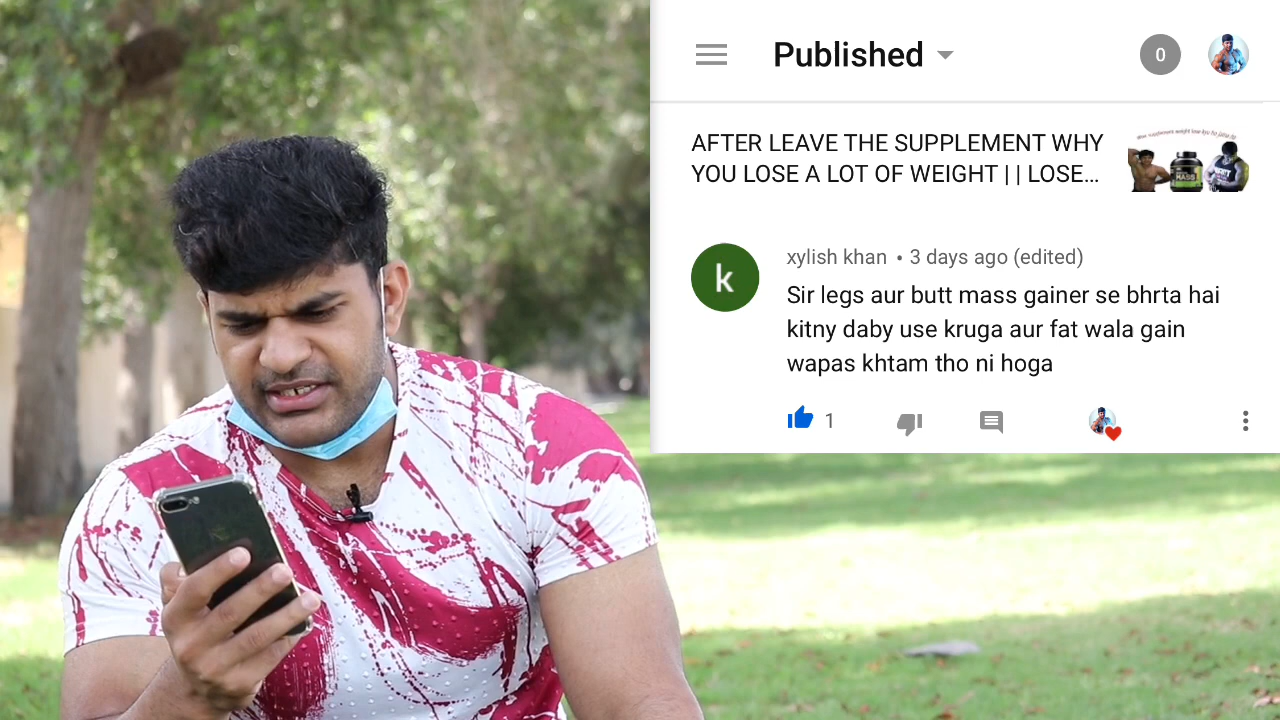 Published
0
AFTER LEAVE THE SUPPLEMENT WHY
YOU LOSE A LOT OF WEIGHT | | LOSE...
MASS
k
xylish khan • 3 days ago (edited)
Sir legs aur butt mass gainer se bhrta hai
kitny daby use kruga aur fat wala gain
wapas khtam tho ni hoga
1